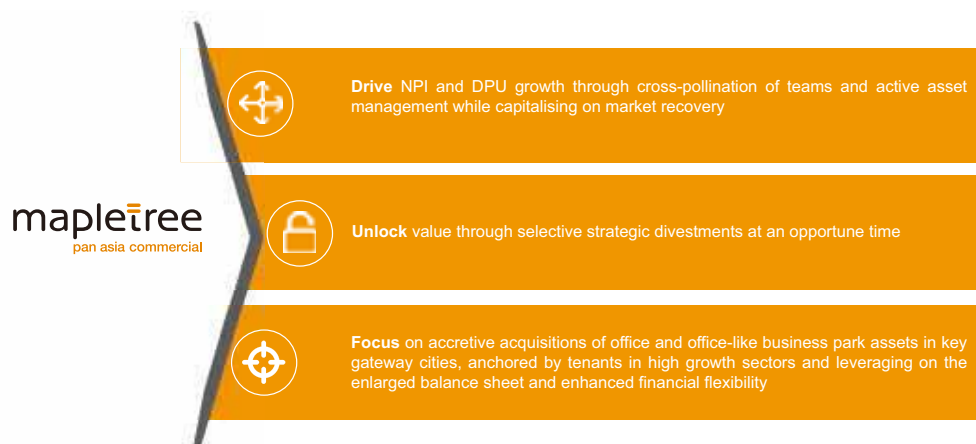 Drive NPI and DPU growth through cross-pollination of teams and active asset
management while capitalising on market recovery
mapletree
pan asia commercial
Unlock value through selective strategic divestments at an opportune time
Focus on accretive acquisitions of office and office-like business park assets in key
gateway cities, anchored by tenants in high growth sectors and leveraging on the
enlarged balance sheet and enhanced financial flexibility